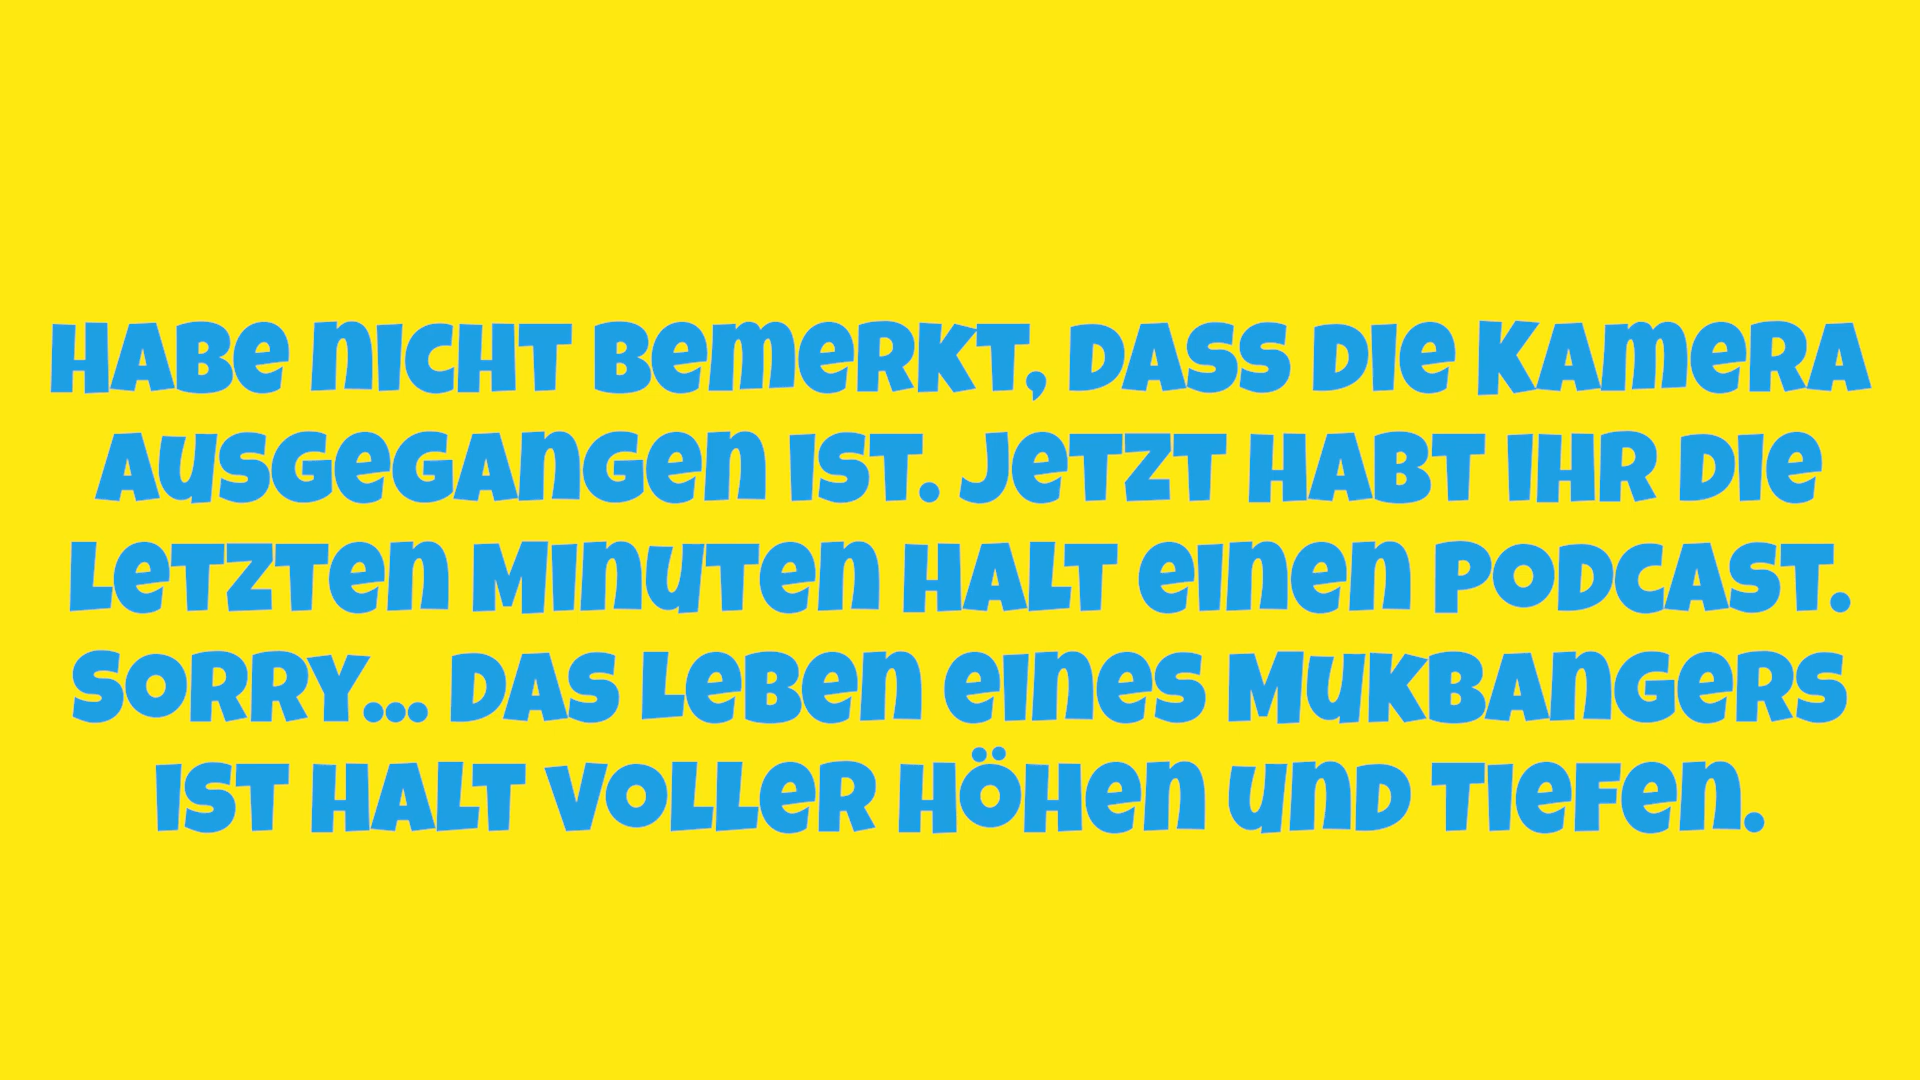 Habe nicht bemerkt, dass die Kamera
ausgegangen ist. Jetzt habt ihr die
letzten Minuten halt einen Podcast.
Sorry... Das Leben eines Mukbangers
ist halt voller Höhen und Tiefen.